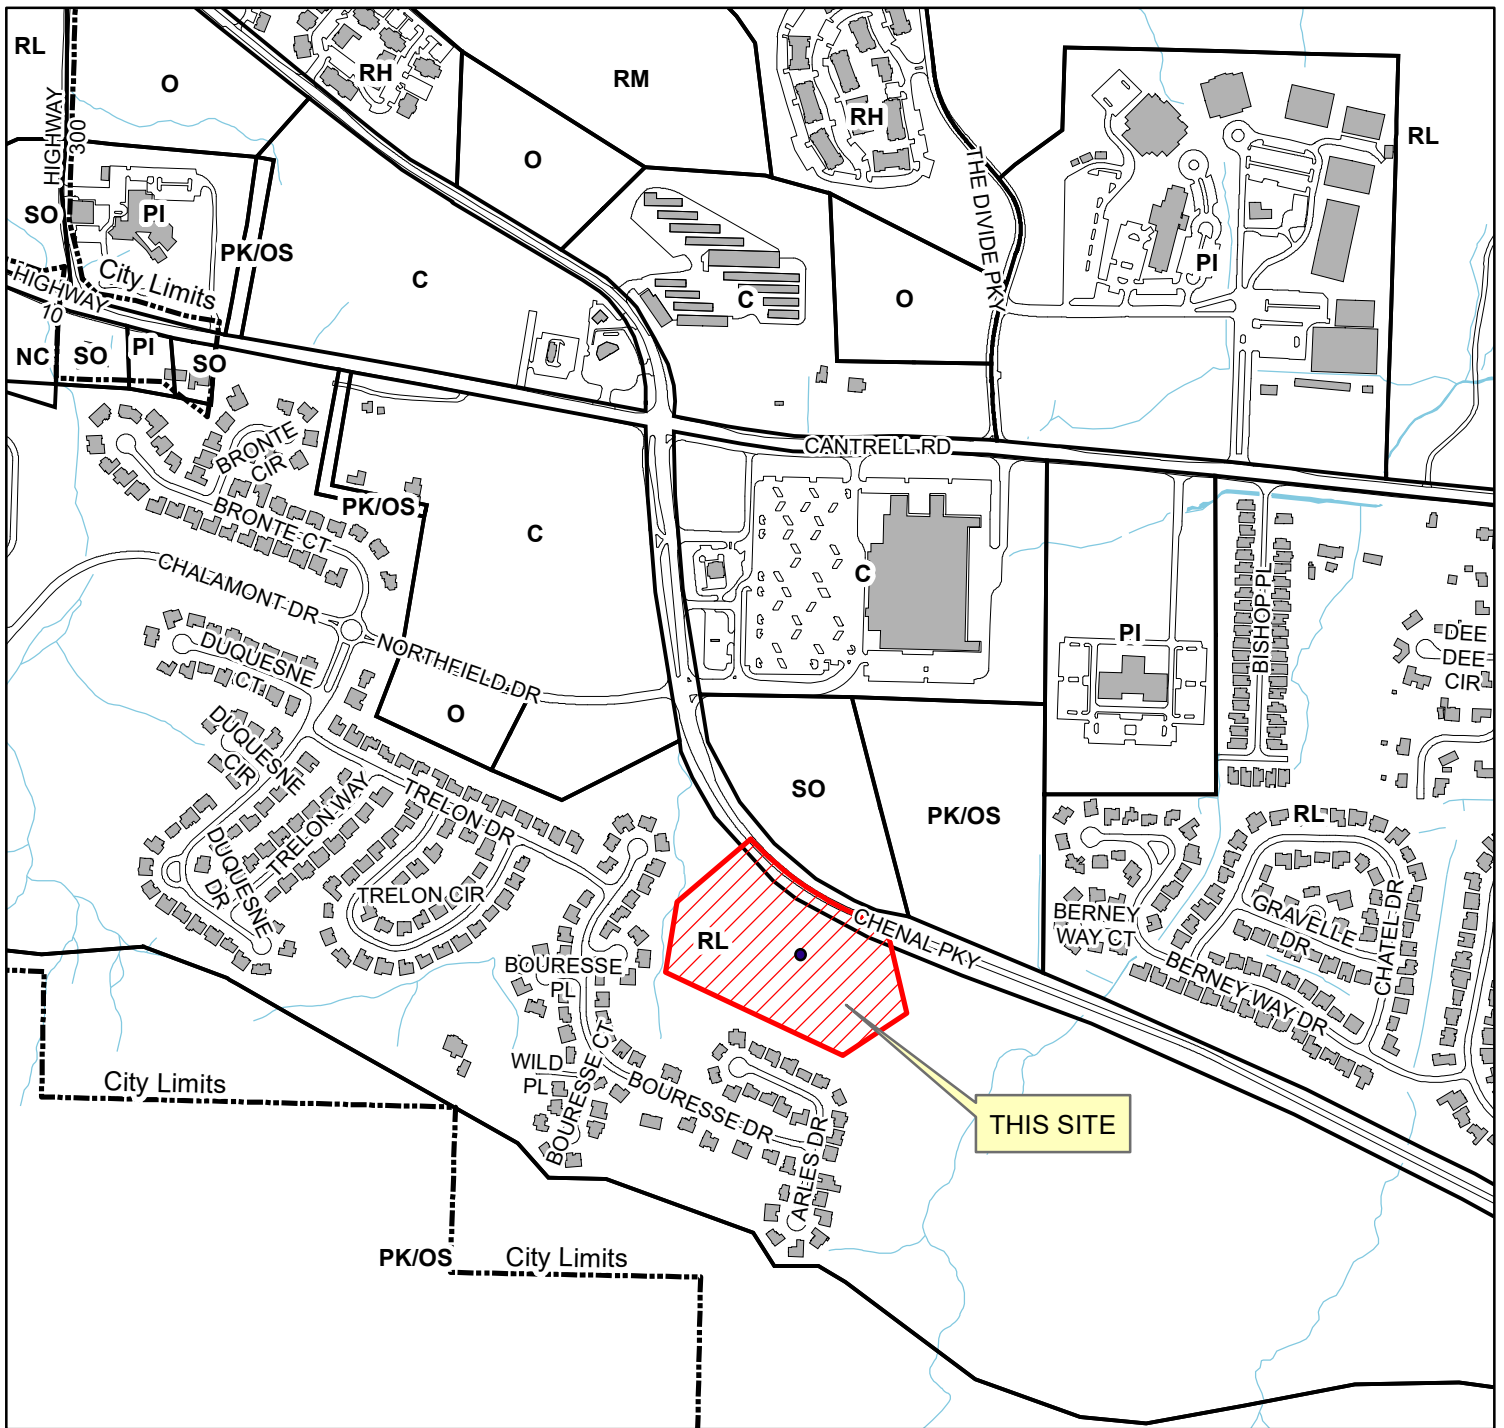 RL
O
RH
RM
RH
RL
HIGHWAY
300
O
THE DIVIDE PKY
SO
PI
PK/OS
PI
City Limits
C
C
O
HIGHWAY
10
NC
SO
PI
SO
CANTRELL RD
BRONTE
CIR
PK/OS
BRONTE CT
C
C
CHALAMONT DR
BISHOP PL
DUQUESNE
CT
NORTHFIELD DR
PI
DEE
DEE
CIR
O
DUQUESNE
CIR
SO
TRELON WAY
TRELON DR
PK/OS
RL
DUQUESNE
DR
TRELON CIR
BERNEY
WAY CT
GRAVELLE
DR
CHATEL DR
CHENAL PKY
RL
BOURESSE
PL
BERNEY WAY DR
WILD
PL
BOURESSE CT
BOURESSE DR
City Limits
THIS SITE
ARLES DR
PK/OS
City Limits